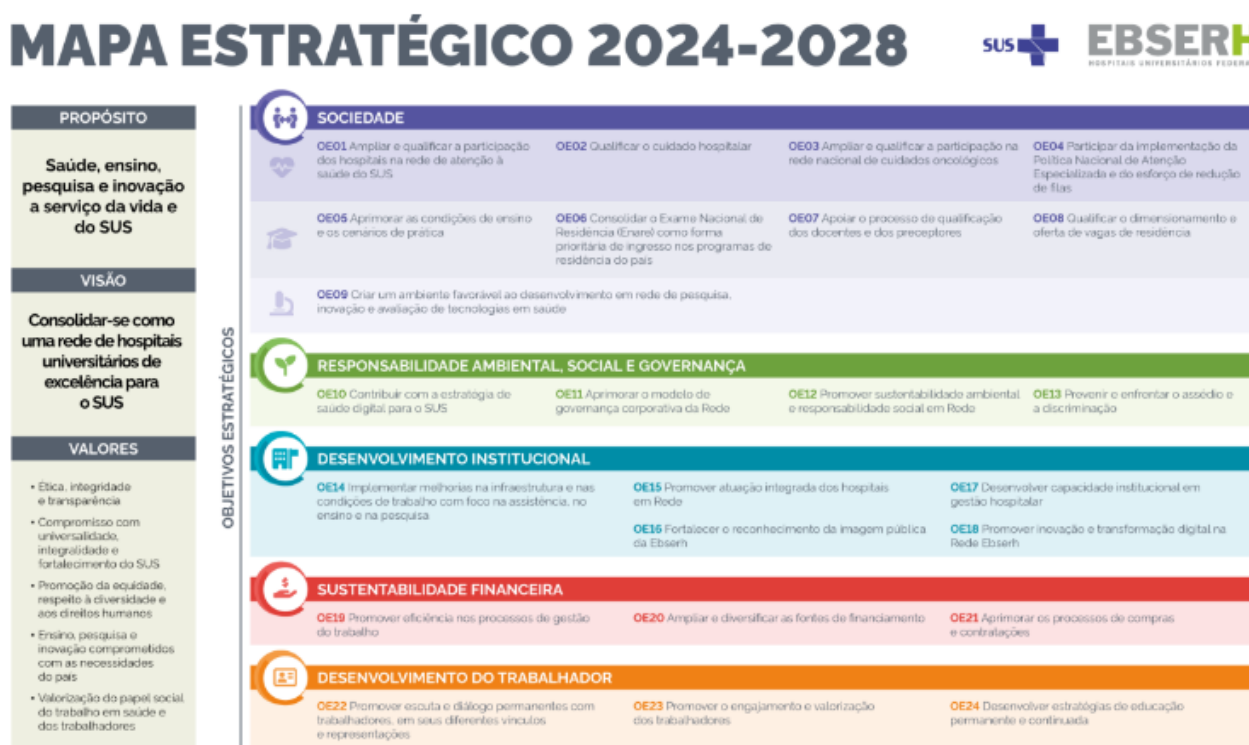 MAPA ESTRATÉGICO 2024-2028
SUS
EBSERH
HOSPITAIS UNIVERSITÁRIOS FEDERA
PROPÓSITO
Saúde, ensino,
pesquisa e inovação
a serviço da vida e
do SUS
VISÃO
Consolidar-se como
uma rede de hospitais
universitários de
excelência para
o SUS
VALORES
• Ética, integridade
e transparência
• Compromisso com
universalidade,
integralidade e
fortalecimento do SUS
• Promoção da equidade,
respeito à diversidade e
aos direitos humanos
• Ensino, pesquisa e
inovação comprometidos
com as necessidades
do país
• Valorização do papel social
do trabalho em saúde e
dos trabalhadores
OBJETIVOS ESTRATÉGICOS
SOCIEDADE
OE01 Ampliar e qualificar a participação
dos hospitais na rede de atenção à
saúde do SUS
OE02 Qualificar o cuidado hospitalar
OE03 Ampliar e qualificar a participação na
rede nacional de cuidados oncológicos
OE04 Participar da implementação da
Política Nacional de Atenção
Especializada e do esforço de redução
de filas
OE05 Aprimorar as condições de ensino
e os cenários de prática
OE06 Consolidar o Exame Nacional de
Residência (Enare) como forma
prioritária de ingresso nos programas de
residência do país
OE07 Apoiar o processo de qualificação
dos docentes e dos preceptores
OE08 Qualificar o dimensionamento e
oferta de vagas de residência
OE09 Criar um ambiente favorável ao desenvolvimento em rede de pesquisa,
inovação e avaliação de tecnologias em saúde
RESPONSABILIDADE AMBIENTAL, SOCIAL E GOVERNANÇA
OE10 Contribuir com a estratégia de
saúde digital para o SUS
OE11 Aprimorar o modelo de
governança corporativa da Rede
OE12 Promover sustentabilidade ambiental
e responsabilidade social em Rede
OE13 Prevenir e enfrentar o assédio e
a discriminação
DESENVOLVIMENTO INSTITUCIONAL
OE14 Implementar melhorias na infraestrutura e nas
condições de trabalho com foco na assistência, no
ensino e na pesquisa
OE15 Promover atuação integrada dos hospitais
em Rede
OE16 Fortalecer o reconhecimento da imagem pública
da Ebserh
OE17 Desenvolver capacidade institucional em
gestão hospitalar
OE18 Promover inovação e transformação digital na
Rede Ebserh
SUSTENTABILIDADE FINANCEIRA
OE19 Promover eficiência nos processos de gestão
do trabalho
OE20 Ampliar e diversificar as fontes de financiamento
OE21 Aprimorar os processos de compras
e contratações
DESENVOLVIMENTO DO TRABALHADOR
OE22 Promover escuta e diálogo permanentes com
trabalhadores, em seus diferentes vínculos
e representações
OE23 Promover o engajamento e valorização
dos trabalhadores
OE24 Desenvolver estratégias de educação
permanente e continuada